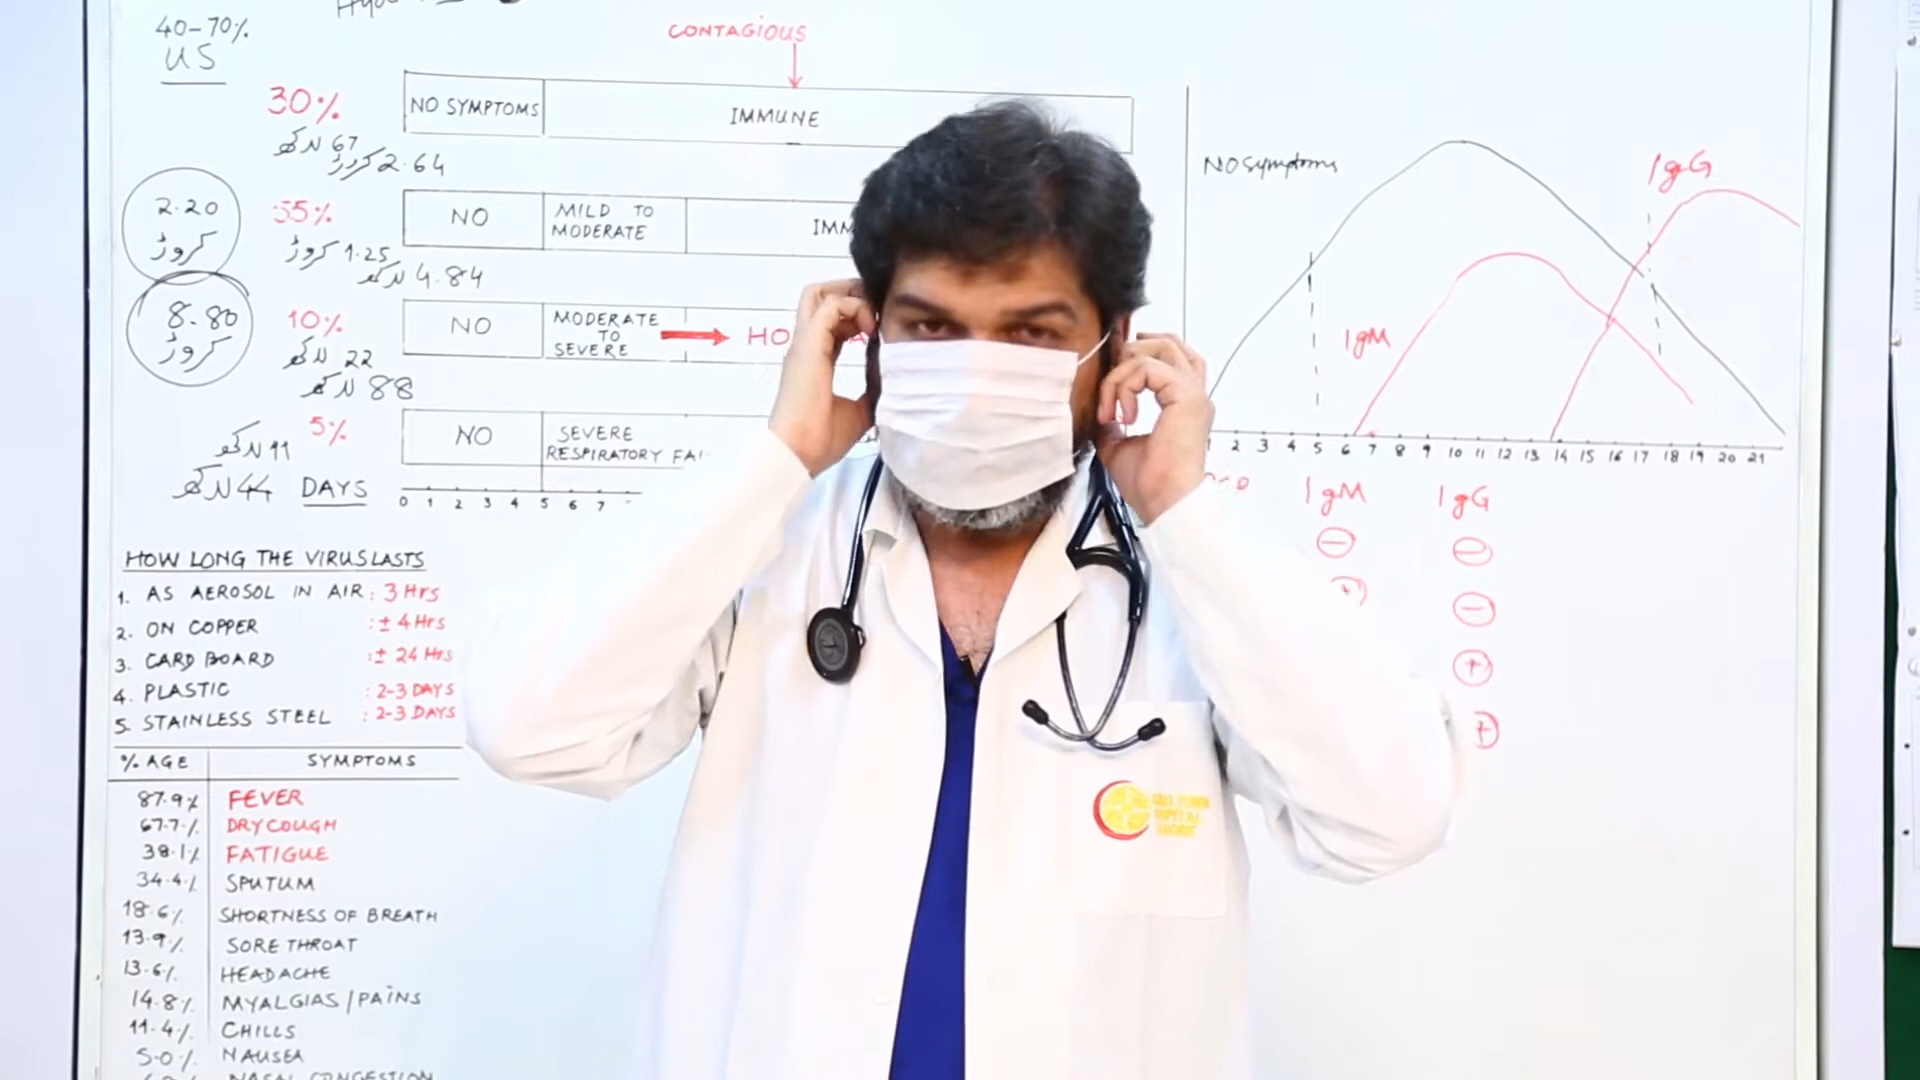 40-70%
US
CONTAGIOUS
30%
NO SYMPTOMS
IMMUNE
67 لاکھ
2.64 کروڑ
2.20
کروڑ
55%
NO
MILD TO
MODERATE
1.25 کروڑ
4.84 لاکھ
8.80
کروڑ
10%
NO
MODERATE
TO
SEVERE
22 لاکھ
88 لاکھ
5%
NO
SEVERE
RESPIRATORY
11 لاکھ
44 لاکھ
DAYS
0 1 2 3 4 5 6 7
HOW LONG THE VIRUS LASTS
1. AS AEROSOL IN AIR : 3 Hrs
2. ON COPPER : ± 4 Hrs
3. CARD BOARD : ± 24 Hrs
4. PLASTIC : 2-3 DAYS
5. STAINLESS STEEL : 2-3 DAYS
% AGE SYMPTOMS
87.9% FEVER
67.7% DRY COUGH
38.1% FATIGUE
34.4% SPUTUM
18.6% SHORTNESS OF BREATH
13.9% SORE THROAT
13.6% HEADACHE
14.8% MYALGIAS/PAINS
11.4% CHILLS
5.0% NAUSEA
NASAL CONGESTION
No Symptoms
IgG
IgM
1 2 3 4 5 6 7 8 9 10 11 12 13 14 15 16 17 18 19 20 21
IgM IgG
- -
+ -
+
+